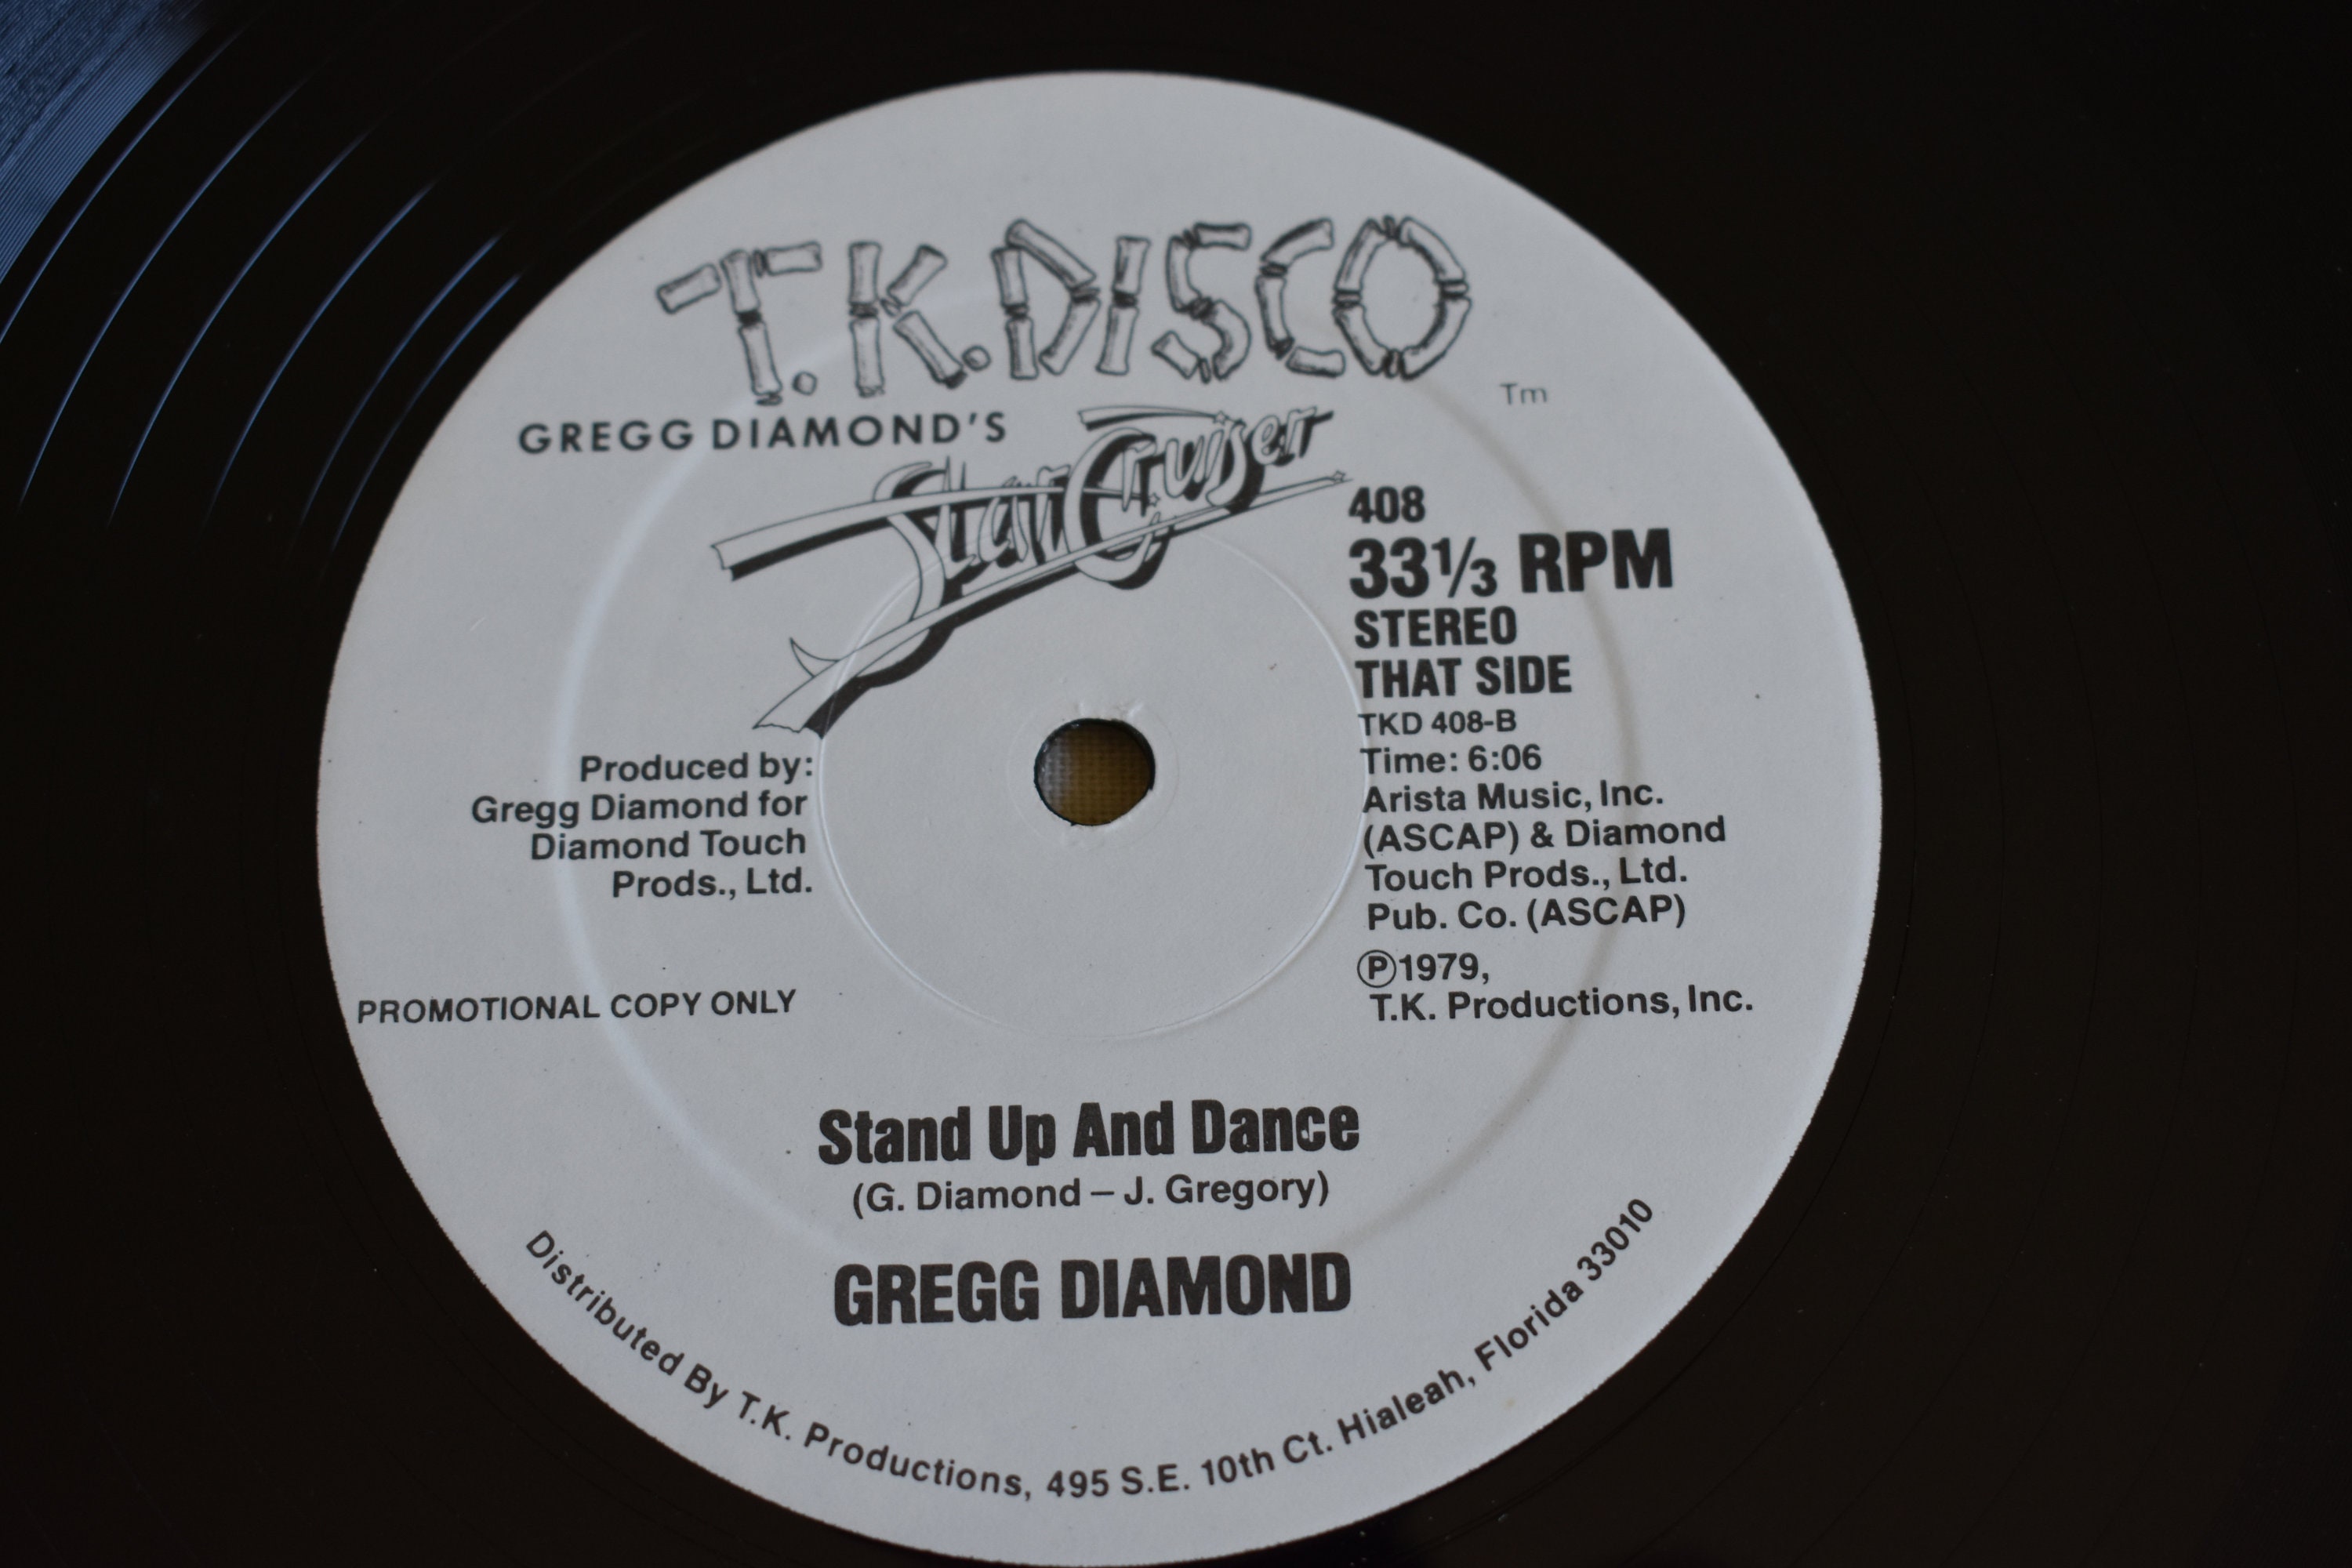 T.K.DISCO
Tm
GREGG DIAMOND'S
Star Cruiser
408
33⅓ RPM
STEREO
THAT SIDE
TKD 408-B
Time: 6:06
Arista Music, Inc.
(ASCAP) & Diamond
Touch Prods., Ltd.
Pub. Co. (ASCAP)
Ⓟ1979,
T.K. Productions, Inc.
Produced by:
Gregg Diamond for
Diamond Touch
Prods., Ltd.
PROMOTIONAL COPY ONLY
Stand Up And Dance
(G. Diamond – J. Gregory)
GREGG DIAMOND
Distributed By T.K. Productions, 495 S.E. 10th Ct. Hialeah, Florida 33010